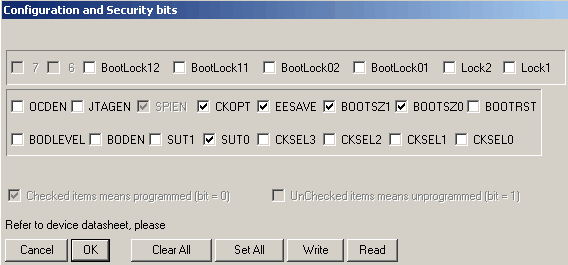 Configuration and Security bits
7 6 BootLock12 BootLock11 BootLock02 BootLock01 Lock2 Lock1
OCDEN JTAGEN SPIEN CKOPT EESAVE BOOTSZ1 BOOTSZ0 BOOTRST
BODLEVEL BODEN SUT1 SUT0 CKSEL3 CKSEL2 CKSEL1 CKSEL0
Checked items means programmed (bit = 0) UnChecked items means unprogrammed (bit = 1)
Refer to device datasheet, please
Cancel OK Clear All Set All Write Read